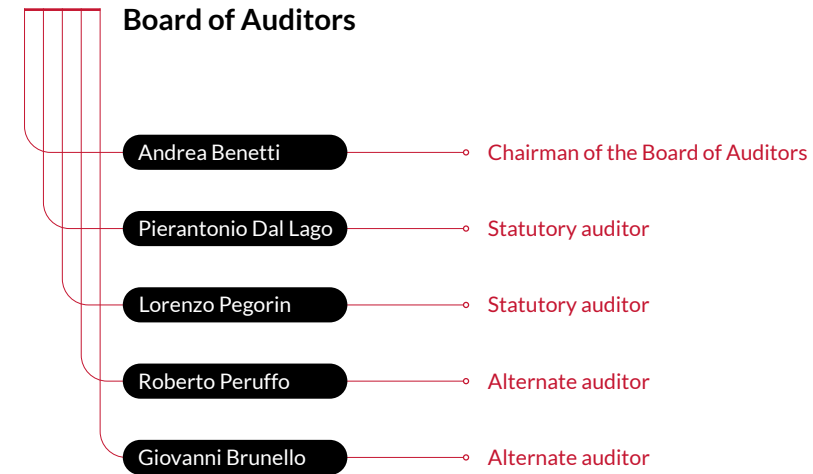 Board of Auditors
Andrea Benetti Chairman of the Board of Auditors
Pierantonio Dal Lago Statutory auditor
Lorenzo Pegorin Statutory auditor
Roberto Peruffo Alternate auditor
Giovanni Brunello Alternate auditor